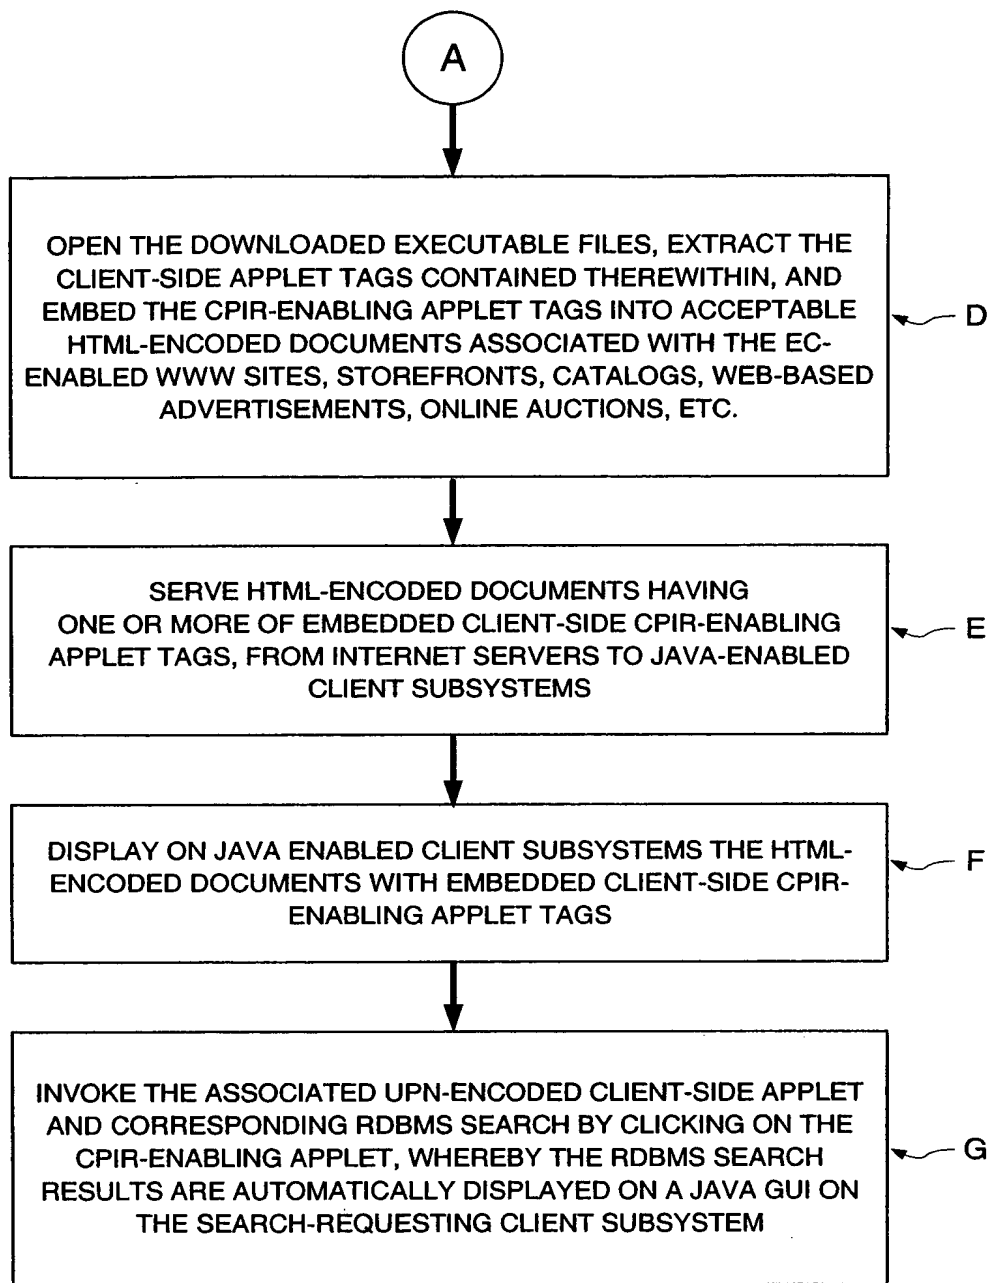 A
OPEN THE DOWNLOADED EXECUTABLE FILES, EXTRACT THE
CLIENT-SIDE APPLET TAGS CONTAINED THEREWITHIN, AND
EMBED THE CPIR-ENABLING APPLET TAGS INTO ACCEPTABLE
HTML-ENCODED DOCUMENTS ASSOCIATED WITH THE EC-
ENABLED WWW SITES, STOREFRONTS, CATALOGS, WEB-BASED
ADVERTISEMENTS, ONLINE AUCTIONS, ETC.
D
SERVE HTML-ENCODED DOCUMENTS HAVING
ONE OR MORE OF EMBEDDED CLIENT-SIDE CPIR-ENABLING
APPLET TAGS, FROM INTERNET SERVERS TO JAVA-ENABLED
CLIENT SUBSYSTEMS
E
DISPLAY ON JAVA ENABLED CLIENT SUBSYSTEMS THE HTML-
ENCODED DOCUMENTS WITH EMBEDDED CLIENT-SIDE CPIR-
ENABLING APPLET TAGS
F
INVOKE THE ASSOCIATED UPN-ENCODED CLIENT-SIDE APPLET
AND CORRESPONDING RDBMS SEARCH BY CLICKING ON THE
CPIR-ENABLING APPLET, WHEREBY THE RDBMS SEARCH
RESULTS ARE AUTOMATICALLY DISPLAYED ON A JAVA GUI ON
THE SEARCH-REQUESTING CLIENT SUBSYSTEM
G